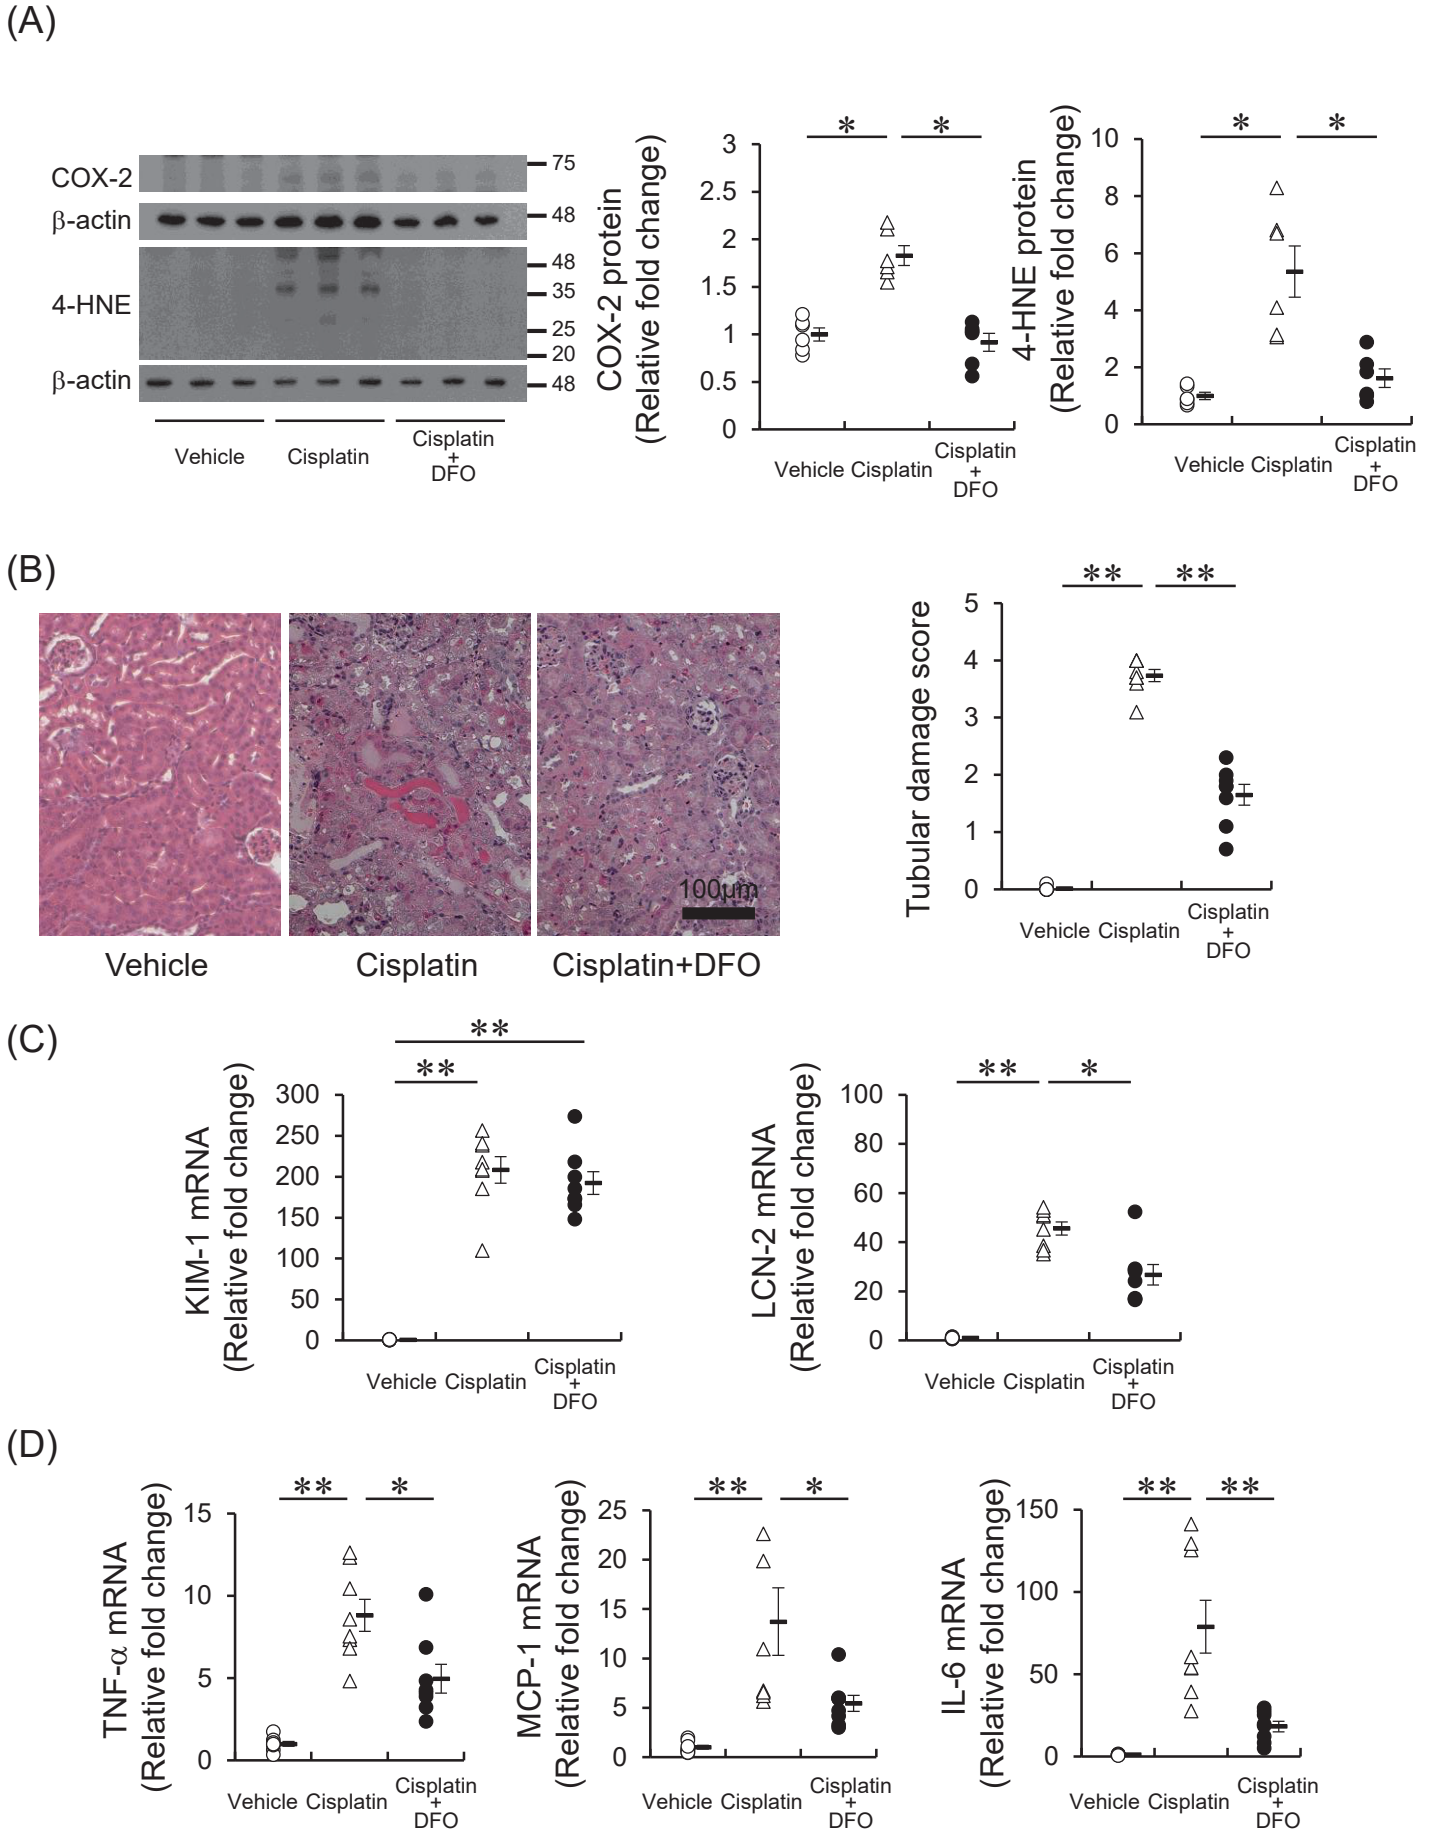 (A)
COX-2
75
β-actin
48
4-HNE
48
35
25
20
β-actin
48
Vehicle
Cisplatin
Cisplatin
+
DFO
COX-2 protein
(Relative fold change)
3
2.5
2
1.5
1
0.5
0
* *
Vehicle Cisplatin
Cisplatin
+
DFO
4-HNE protein
(Relative fold change)
10
8
6
4
2
0
* *
Vehicle Cisplatin
Cisplatin
+
DFO
(B)
100μm
Vehicle
Cisplatin
Cisplatin+DFO
Tubular damage score
5
4
3
2
1
0
** **
Vehicle Cisplatin
Cisplatin
+
DFO
(C)
KIM-1 mRNA
(Relative fold change)
**
**
300
250
200
150
100
50
0
Vehicle Cisplatin
Cisplatin
+
DFO
LCN-2 mRNA
(Relative fold change)
** *
100
80
60
40
20
0
Vehicle Cisplatin
Cisplatin
+
DFO
(D)
TNF-α mRNA
(Relative fold change)
** *
15
10
5
0
Vehicle Cisplatin
Cisplatin
+
DFO
MCP-1 mRNA
(Relative fold change)
** *
25
20
15
10
5
0
Vehicle Cisplatin
Cisplatin
+
DFO
IL-6 mRNA
(Relative fold change)
** **
150
100
50
0
Vehicle Cisplatin
Cisplatin
+
DFO